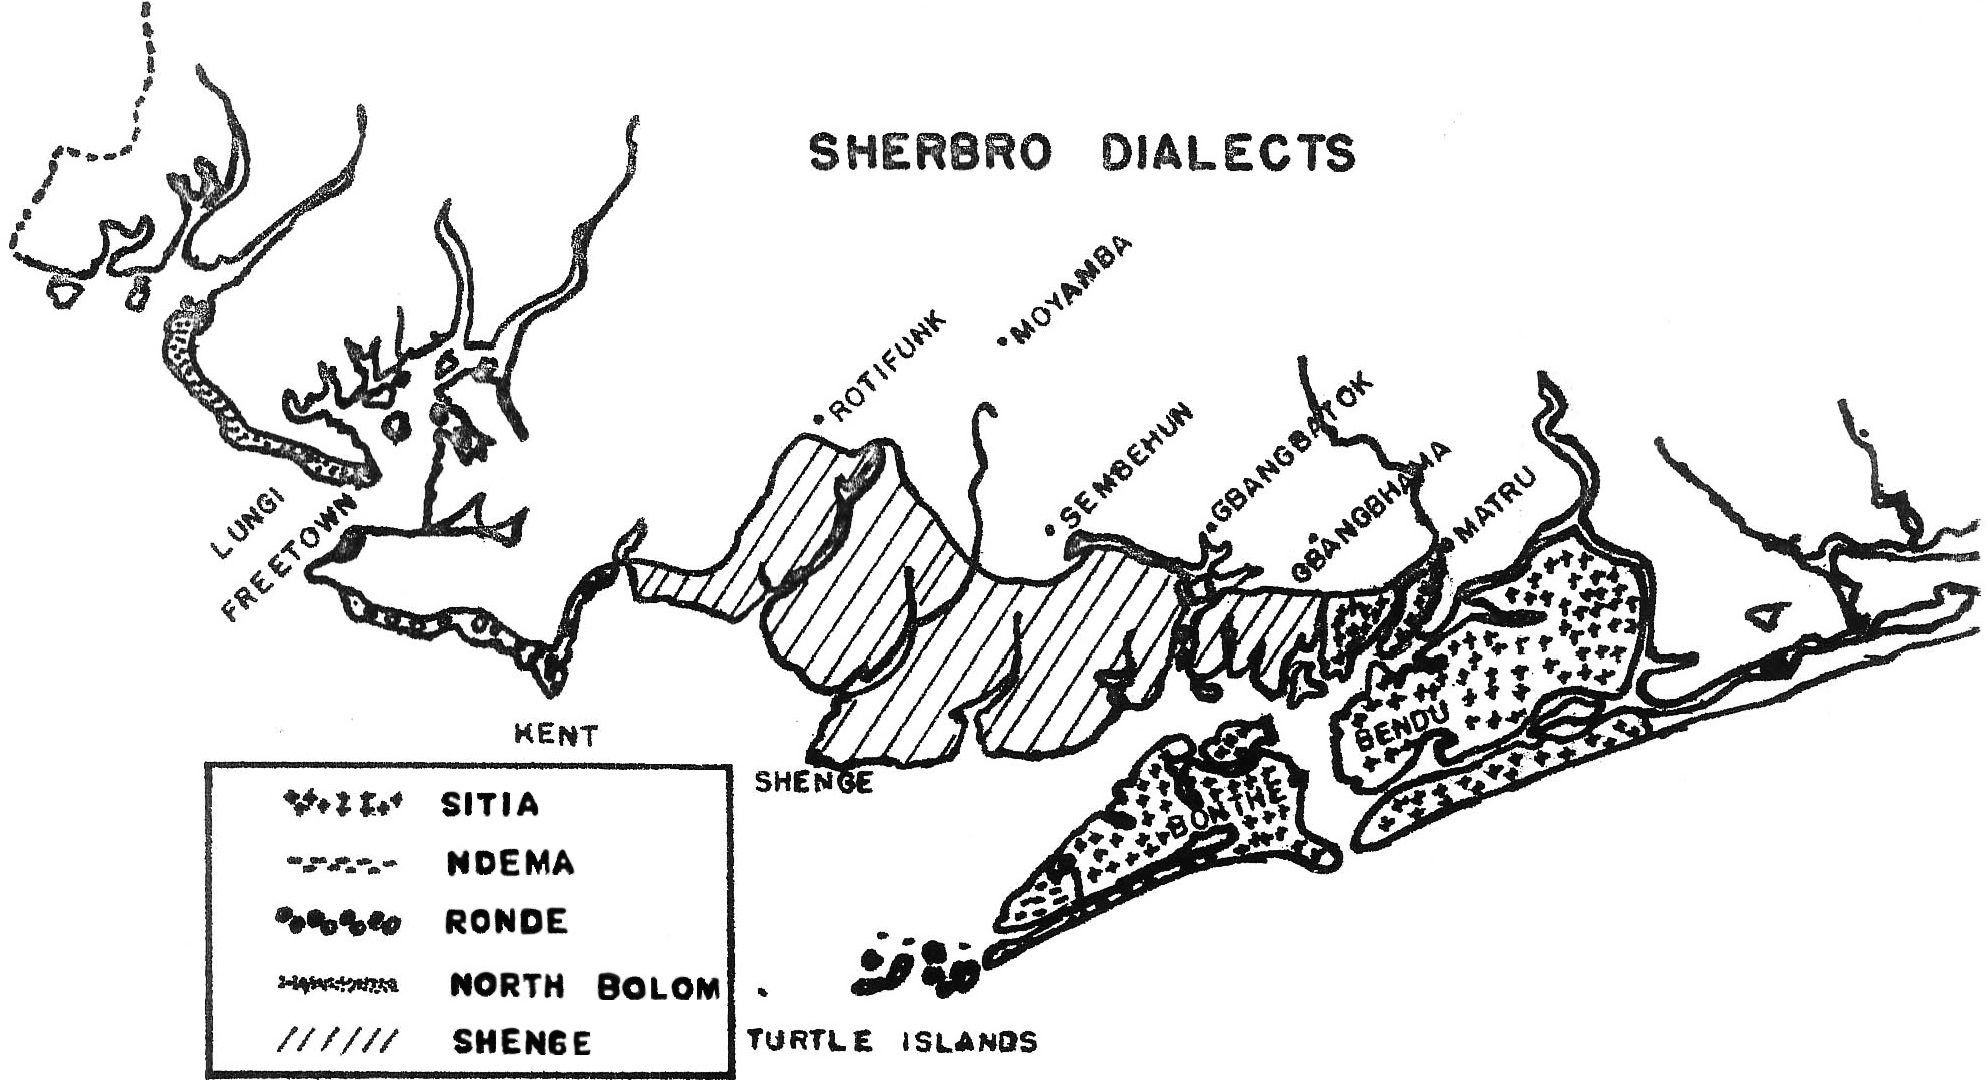 SHERBRO DIALECTS
MOYAMBA
ROTIFUNK
SEMBEHUN
GBANGBATOK
GBANGBHAMA
MATRU
LUNGI
FREETOWN
KENT
SHENGE
BENDU
BONTHE
TURTLE ISLANDS
SITIA
NDEMA
RONDE
NORTH BOLOM
SHENGE